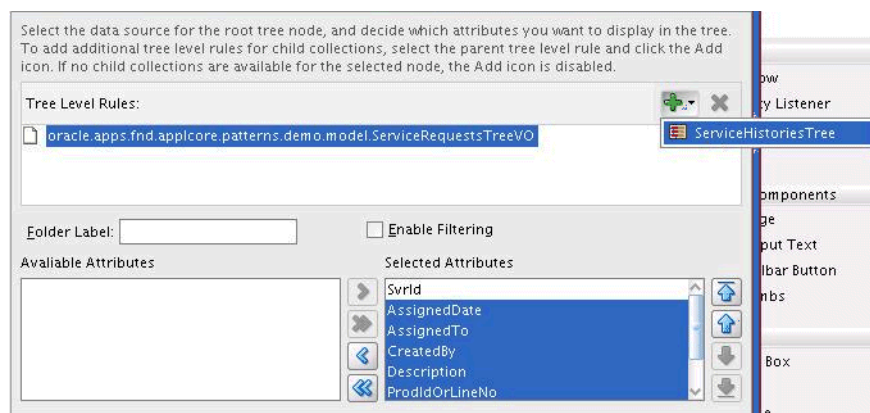 Select the data source for the root tree node, and decide which attributes you want to display in the tree.
To add additional tree level rules for child collections, select the parent tree level rule and click the Add
icon. If no child collections are available for the selected node, the Add icon is disabled.
Tree Level Rules:
oracle.apps.fnd.applcore.patterns.demo.model.ServiceRequestsTreeVO
ServiceHistoriesTree
Folder Label:
Enable Filtering
Avaliable Attributes
Selected Attributes
SvrId
AssignedDate
AssignedTo
CreatedBy
Description
ProdIdOrLineNo
Listener
omponents
put Text
lbar Button
Box